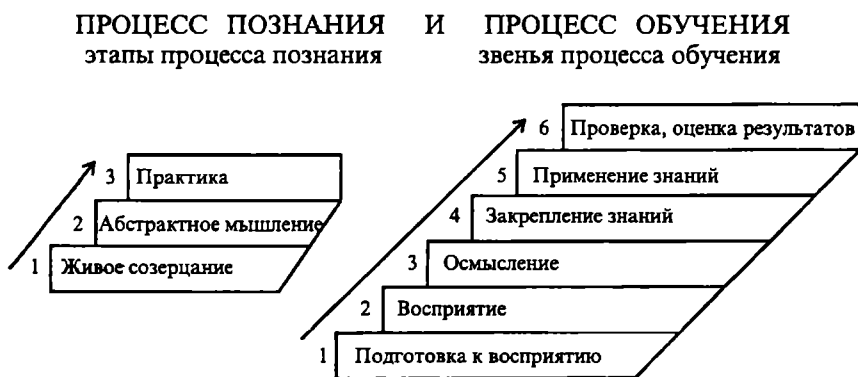 ПРОЦЕСС ПОЗНАНИЯ И ПРОЦЕСС ОБУЧЕНИЯ
этапы процесса познания звенья процесса обучения
3 Практика
2 Абстрактное мышление
1 Живое созерцание
6 Проверка, оценка результатов
5 Применение знаний
4 Закрепление знаний
3 Осмысление
2 Восприятие
1 Подготовка к восприятию